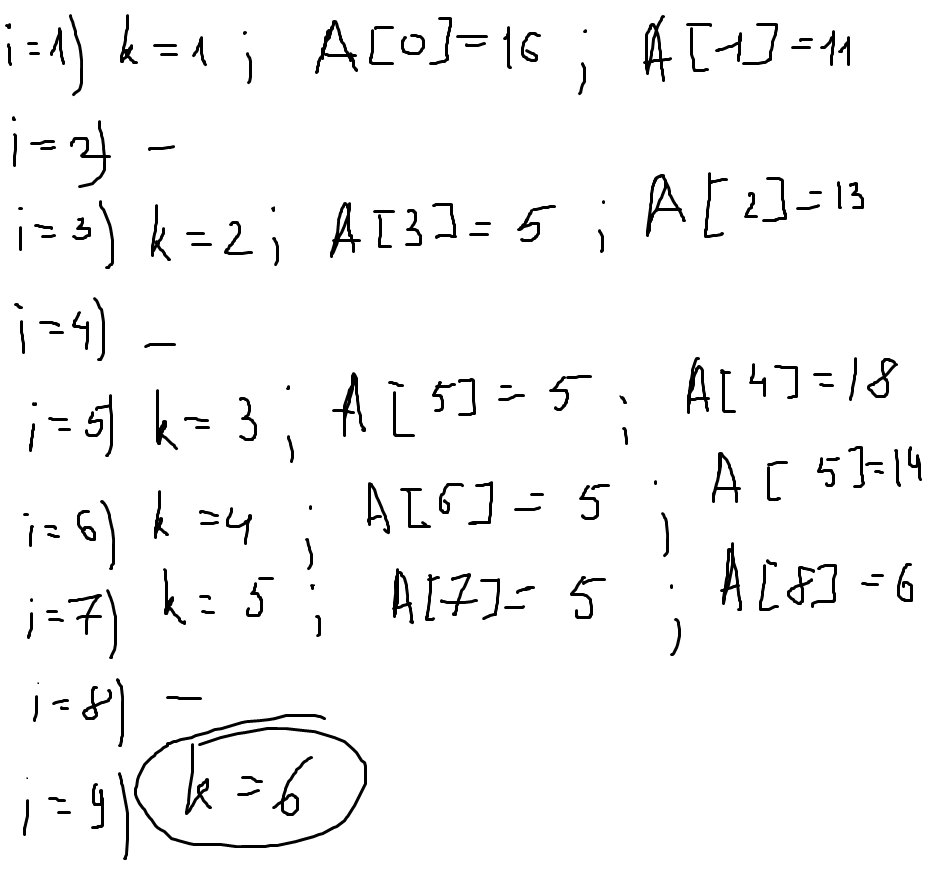 i=1) k=1; A[0]=16; A[1]=11
i=2) –
i=3) k=2; A[3]=5; A[2]=13
i=4) –
i=5) k=3; A[5]=5; A[4]=18
i=6) k=4; A[6]=5; A[5]=14
i=7) k=5; A[7]=5; A[8]=6
i=8) –
i=9) k=6